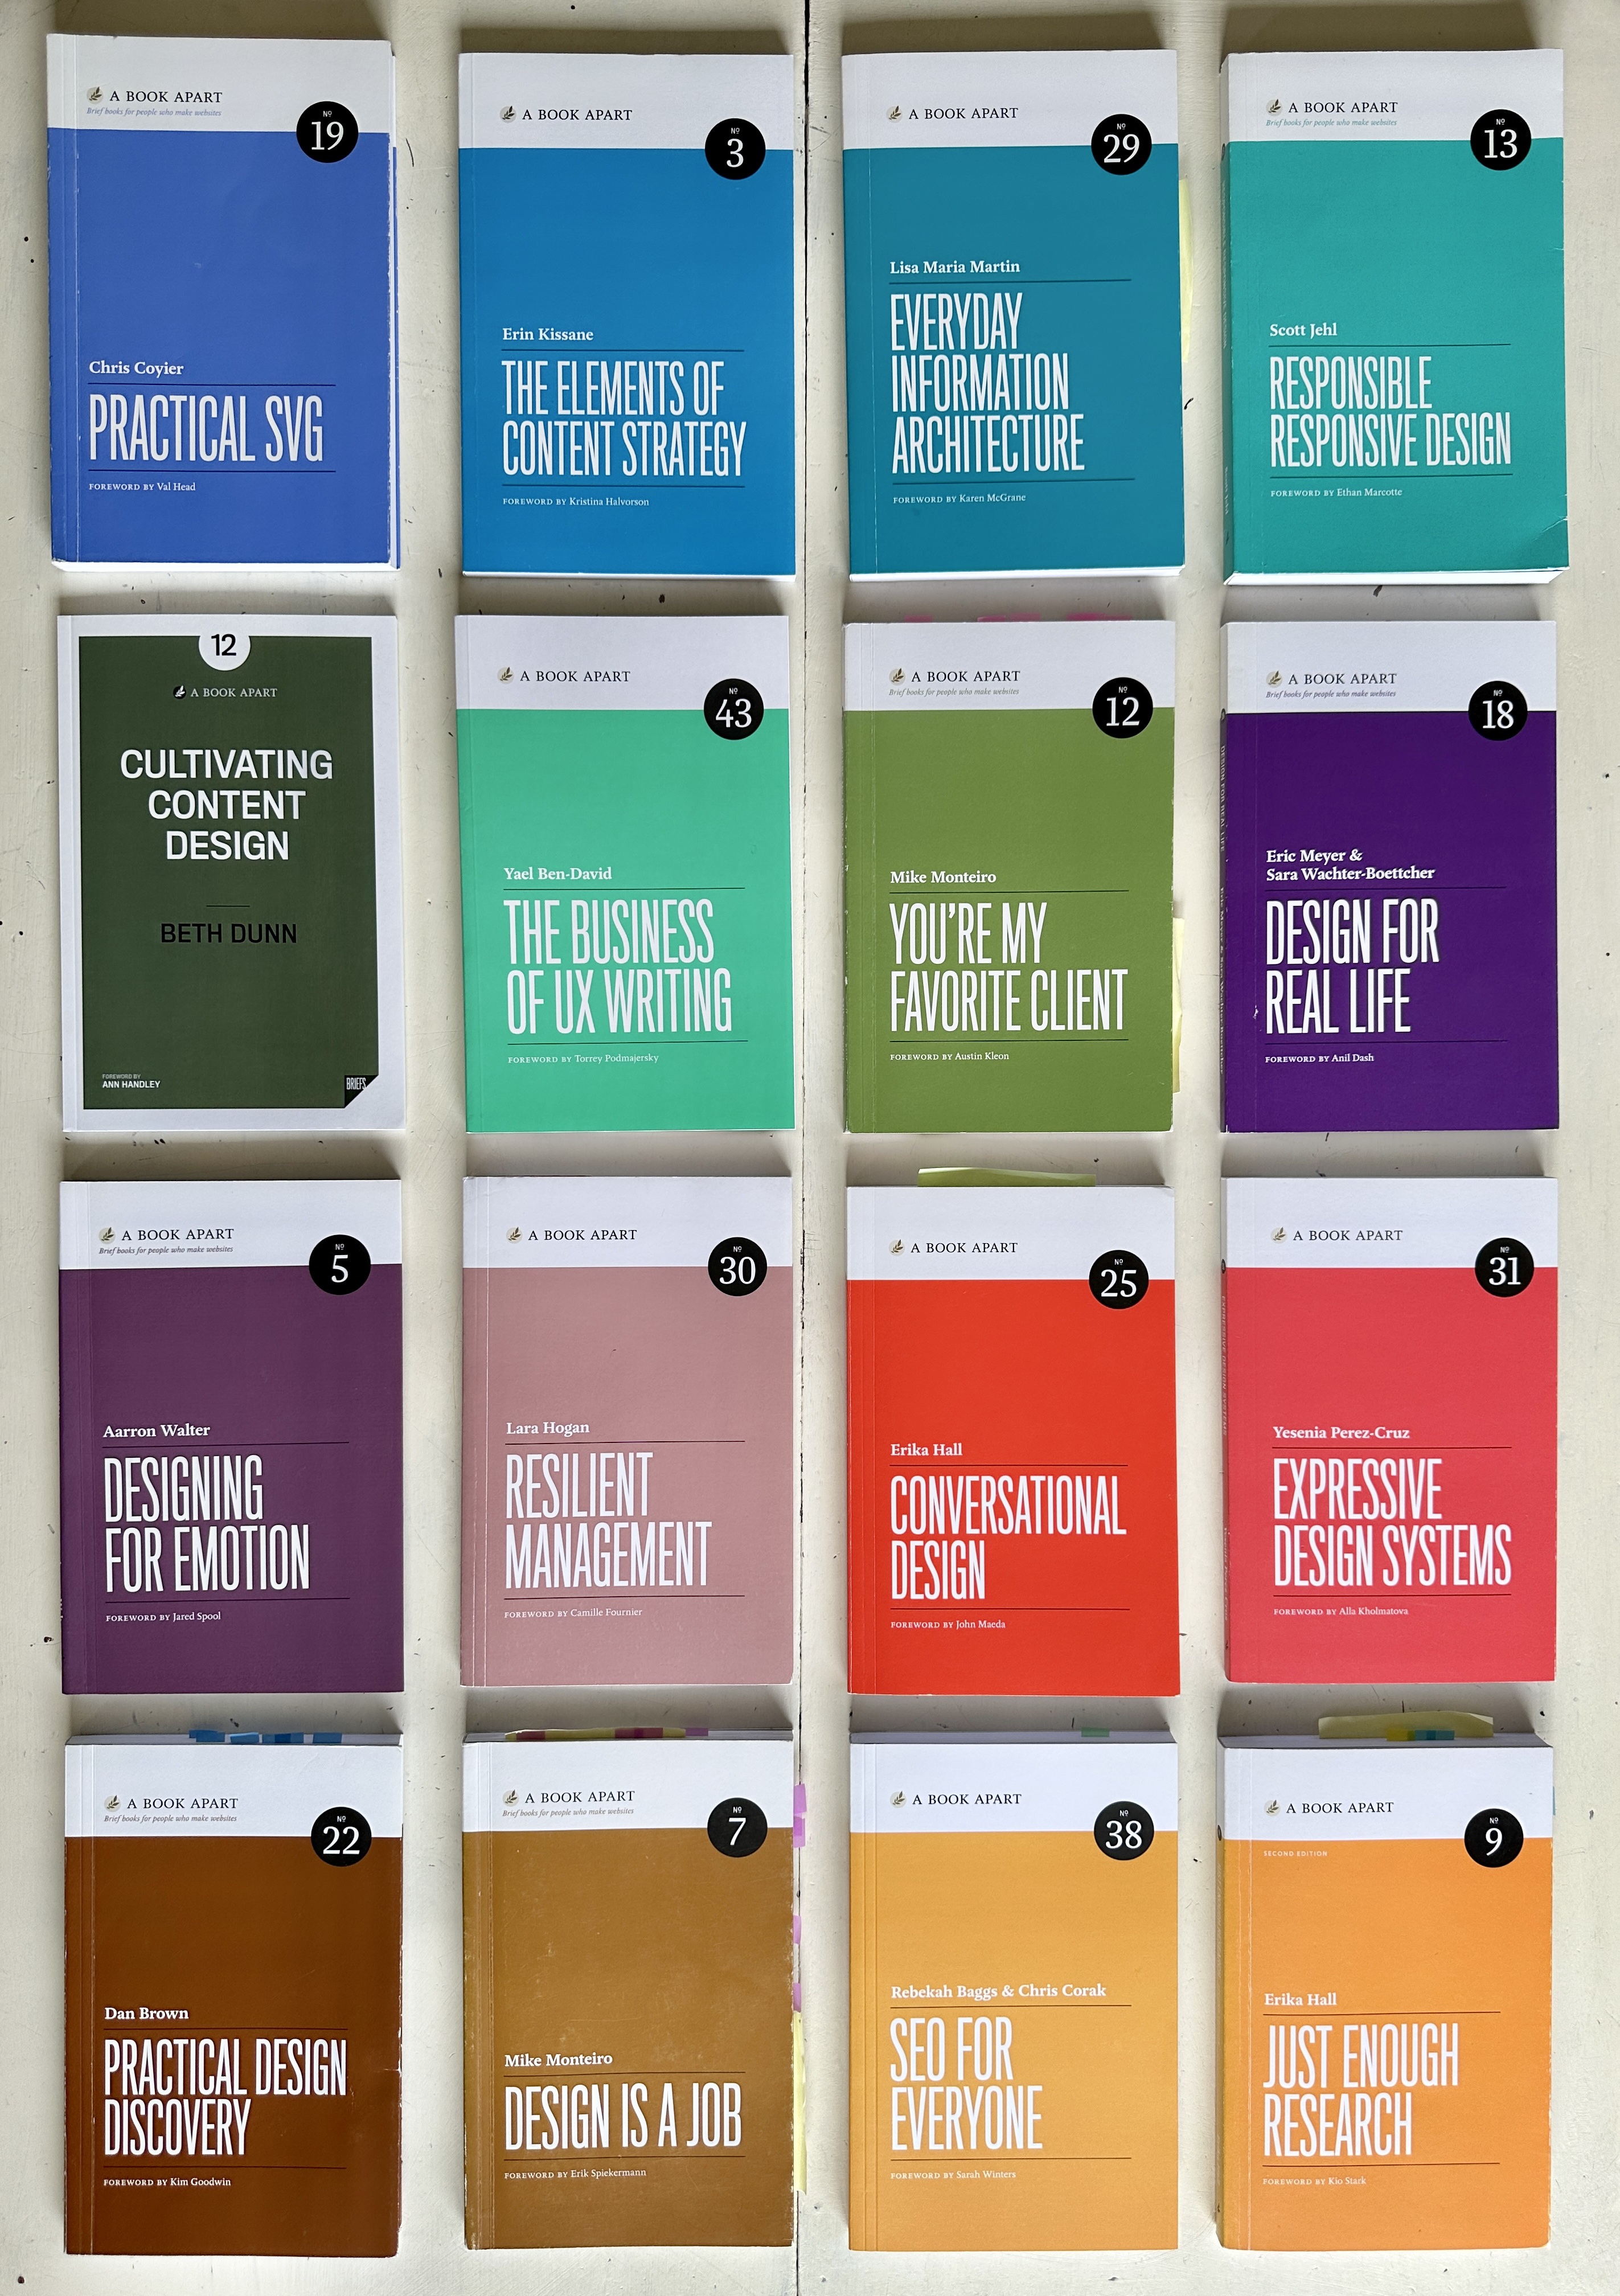 A BOOK APART
Brief books for people who make websites
Nº
19
Chris Coyier
PRACTICAL SVG
FOREWORD BY Val Head
A BOOK APART
Nº
3
Erin Kissane
THE ELEMENTS OF
CONTENT STRATEGY
FOREWORD BY Kristina Halvorson
A BOOK APART
Nº
29
Lisa Maria Martin
EVERYDAY
INFORMATION
ARCHITECTURE
FOREWORD BY Karen McGrane
A BOOK APART
Brief books for people who make websites
Nº
13
Scott Jehl
RESPONSIBLE
RESPONSIVE DESIGN
FOREWORD BY Ethan Marcotte
12
A BOOK APART
CULTIVATING
CONTENT
DESIGN
BETH DUNN
FOREWORD BY
ANN HANDLEY
BRIEFS
A BOOK APART
Nº
43
Yael Ben-David
THE BUSINESS
OF UX WRITING
FOREWORD BY Torrey Podmajersky
A BOOK APART
Brief books for people who make websites
Nº
12
Mike Monteiro
YOU'RE MY
FAVORITE CLIENT
FOREWORD BY Austin Kleon
A BOOK APART
Brief books for people who make websites
Nº
18
Eric Meyer &
Sara Wachter-Boettcher
DESIGN FOR
REAL LIFE
FOREWORD BY Anil Dash
A BOOK APART
Brief books for people who make websites
Nº
5
Aarron Walter
DESIGNING
FOR EMOTION
FOREWORD BY Jared Spool
A BOOK APART
Nº
30
Lara Hogan
RESILIENT
MANAGEMENT
FOREWORD BY Camille Fournier
A BOOK APART
Nº
25
Erika Hall
CONVERSATIONAL
DESIGN
FOREWORD BY John Maeda
A BOOK APART
Nº
31
Yesenia Perez-Cruz
EXPRESSIVE
DESIGN SYSTEMS
FOREWORD BY Alla Kholmatova
A BOOK APART
Brief books for people who make websites
Nº
22
Dan Brown
PRACTICAL DESIGN
DISCOVERY
FOREWORD BY Kim Goodwin
A BOOK APART
Brief books for people who make websites
Nº
7
Mike Monteiro
DESIGN IS A JOB
FOREWORD BY Erik Spiekermann
A BOOK APART
Nº
38
Rebekah Baggs & Chris Corak
SEO FOR
EVERYONE
FOREWORD BY Sarah Winters
A BOOK APART
SECOND EDITION
Nº
9
Erika Hall
JUST ENOUGH
RESEARCH
FOREWORD BY Kio Stark